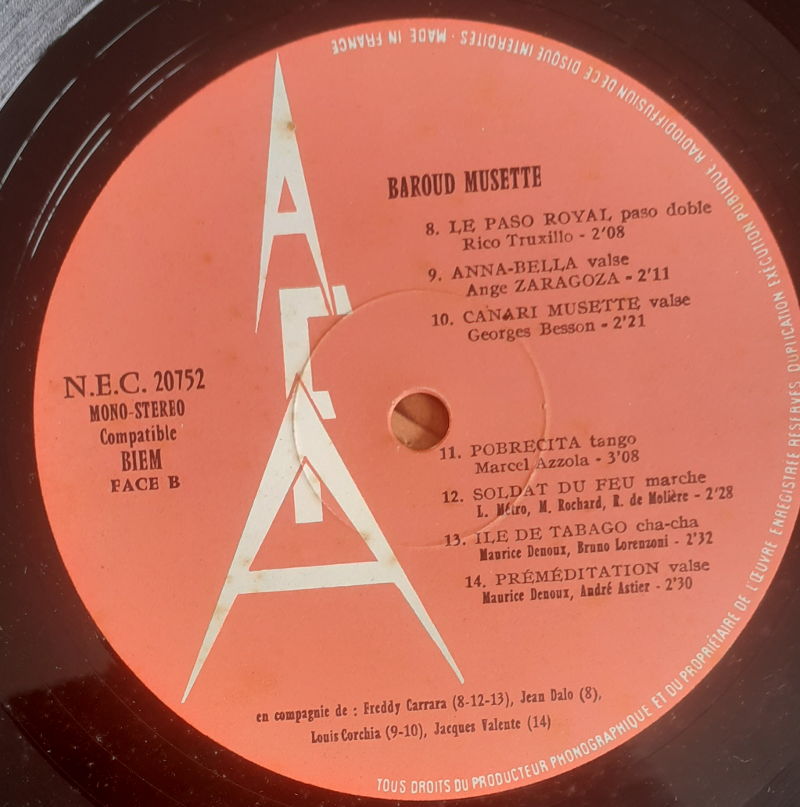 BAROUD MUSETTE
8. LE PASO ROYAL paso doble
Rico Truxillo - 2'08
9. ANNA-BELLA valse
Ange ZARAGOZA - 2'11
10. CANARI MUSETTE valse
Georges Besson - 2'21
N.E.C. 20752
MONO-STEREO
Compatible
BIEM
FACE B
11. POBRECITA tango
Marcel Azzola - 3'08
12. SOLDAT DU FEU marche
L. Métro, M. Rochard, R. de Molière - 2'28
13. ILE DE TABAGO cha-cha
Maurice Denoux, Bruno Lorenzoni - 2'32
14. PRÉMÉDITATION valse
Maurice Denoux, André Astier - 2'30
en compagnie de : Freddy Carrara (8-12-13), Jean Dalo (8),
Louis Corchia (9-10), Jacques Valente (14)
TOUS DROITS DU PRODUCTEUR PHONOGRAPHIQUE ET DU PROPRIÉTAIRE DE L'ŒUVRE ENREGISTRÉE RÉSERVÉS. DUPLICATION EXÉCUTION PUBLIQUE. RADIODIFFUSION DE CE DISQUE INTERDITES · MADE IN FRANCE